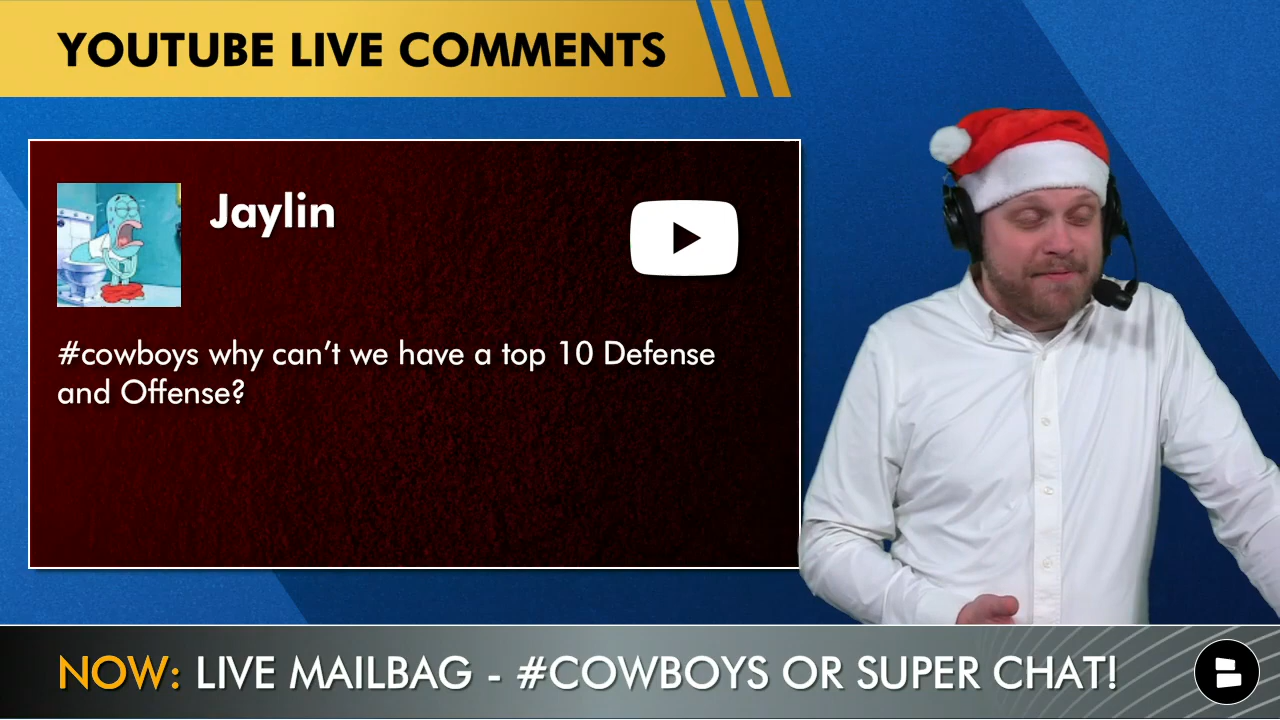 YOUTUBE LIVE COMMENTS
Jaylin
#cowboys why can't we have a top 10 Defense
and Offense?
NOW: LIVE MAILBAG - #COWBOYS OR SUPER CHAT!